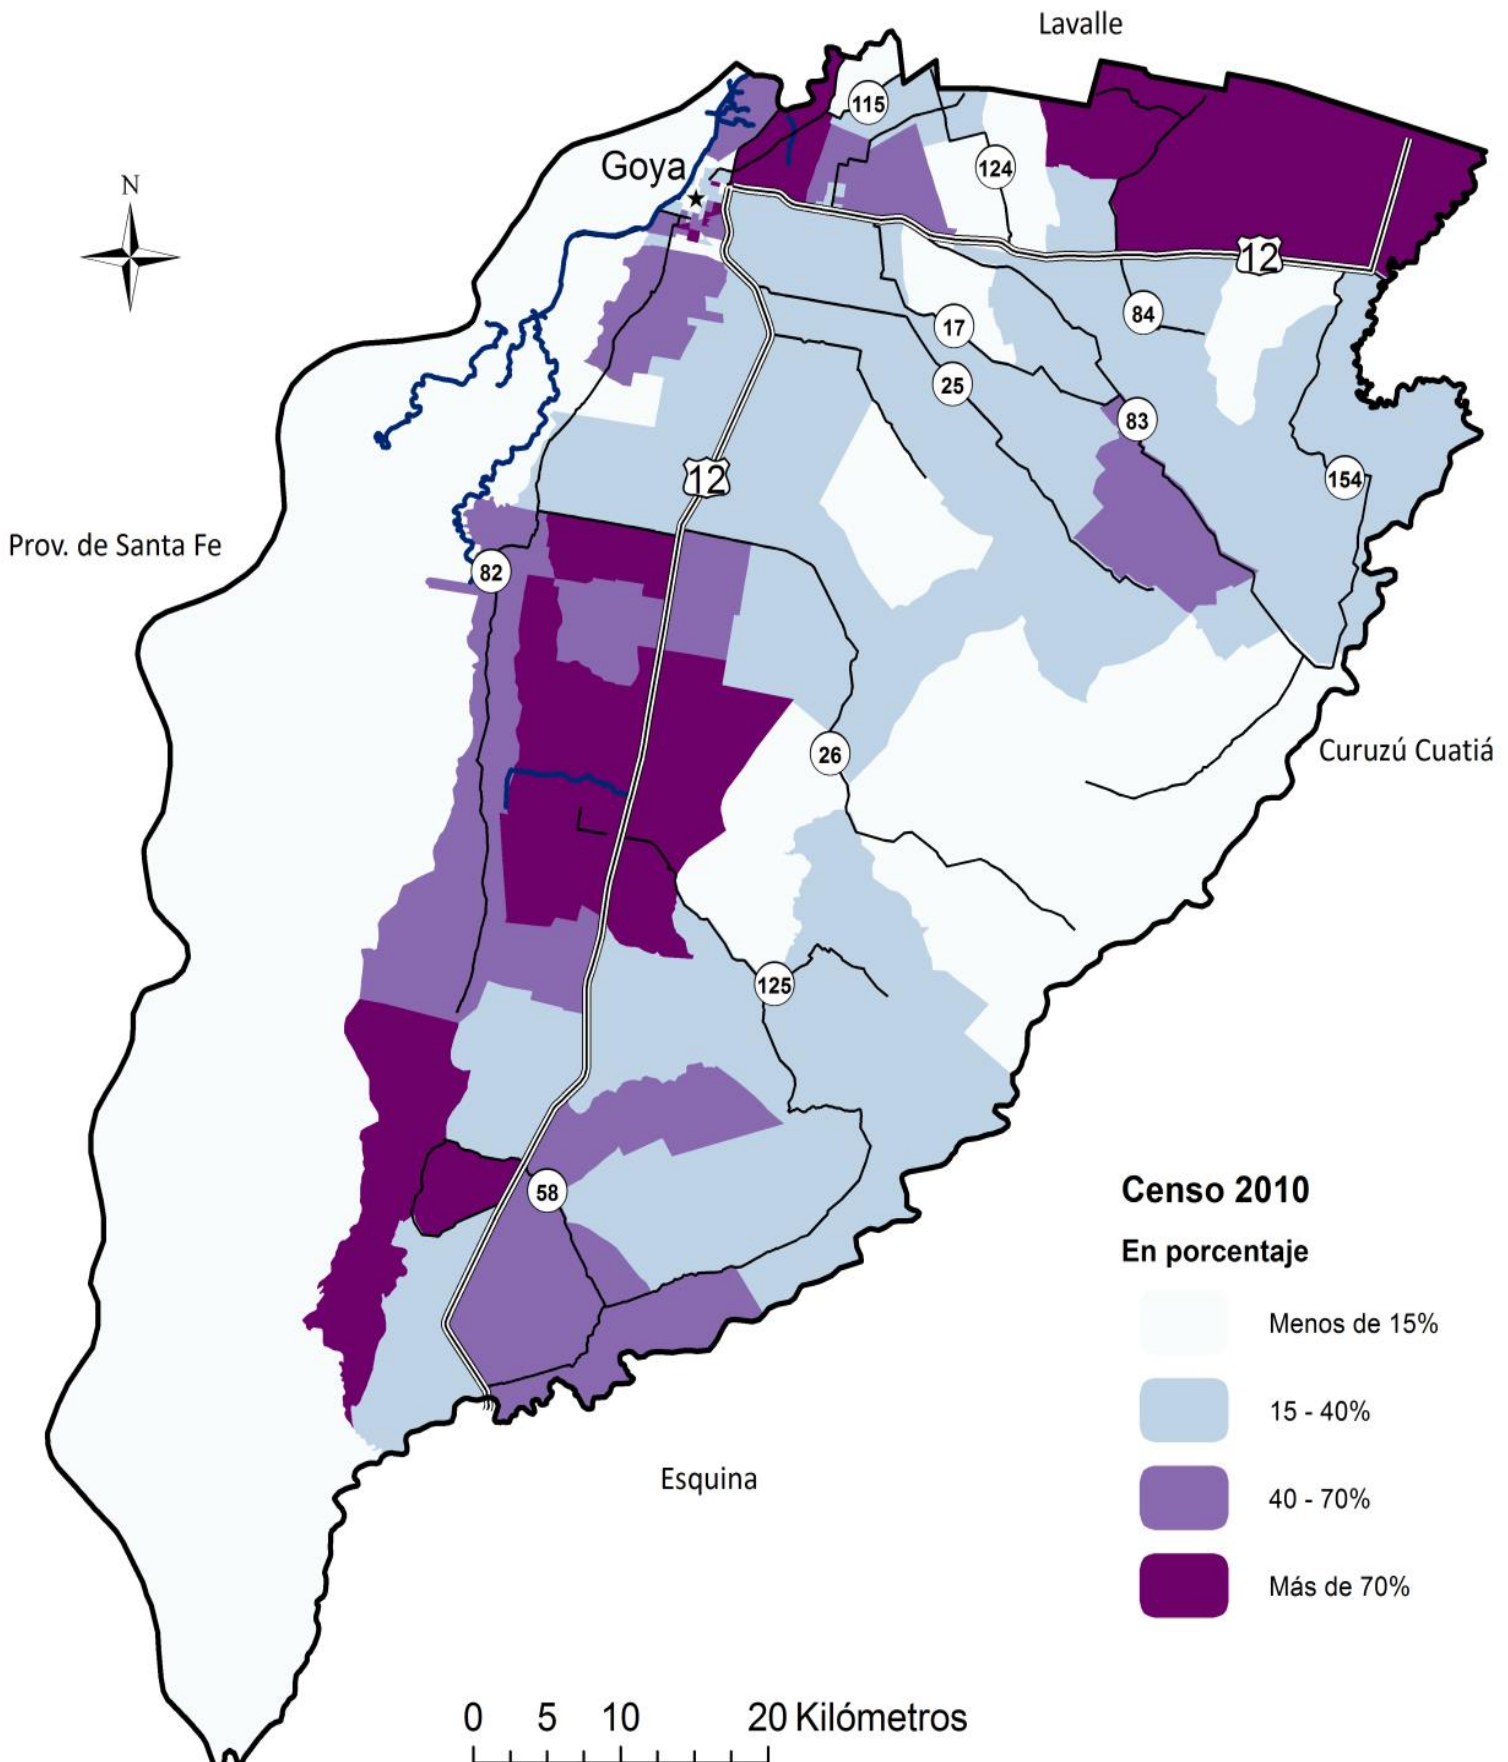 Lavalle
115
Goya
124
N
12
84
17
25
83
12
154
Prov. de Santa Fe
82
26
Curuzú Cuatiá
125
58
Censo 2010
En porcentaje
Menos de 15%
15 - 40%
40 - 70%
Más de 70%
Esquina
0 5 10 20 Kilómetros